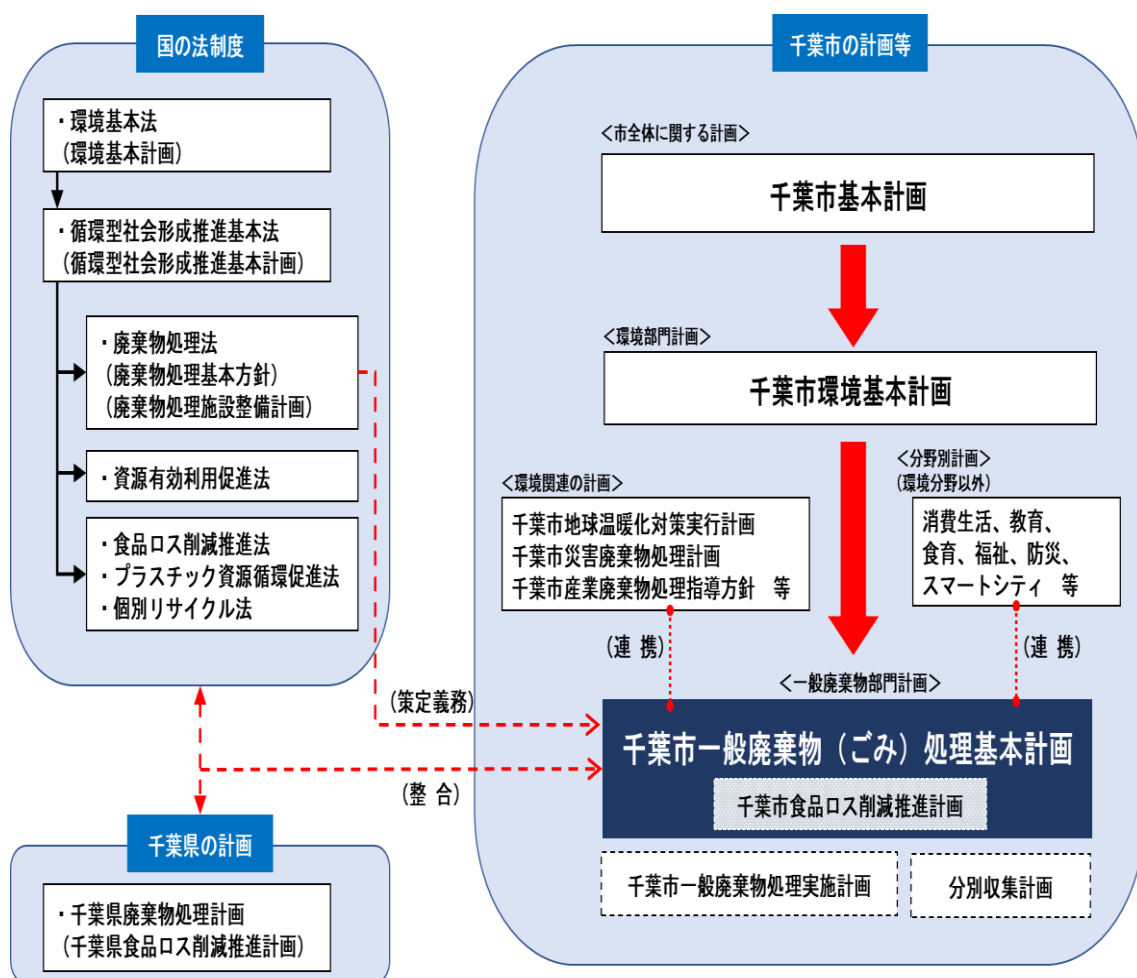 国の法制度
・環境基本法
(環境基本計画)
・循環型社会形成推進基本法
(循環型社会形成推進基本計画)
・廃棄物処理法
(廃棄物処理基本方針)
(廃棄物処理施設整備計画)
・資源有効利用促進法
・食品ロス削減推進法
・プラスチック資源循環促進法
・個別リサイクル法
(策定義務)
(整 合)
千葉県の計画
・千葉県廃棄物処理計画
(千葉県食品ロス削減推進計画)
千葉市の計画等
<市全体に関する計画>
千葉市基本計画
<環境部門計画>
千葉市環境基本計画
<環境関連の計画>
千葉市地球温暖化対策実行計画
千葉市災害廃棄物処理計画
千葉市産業廃棄物処理指導方針 等
(連 携)
<分野別計画>
(環境分野以外)
消費生活、教育、
食育、福祉、防災、
スマートシティ 等
(連 携)
<一般廃棄物部門計画>
千葉市一般廃棄物(ごみ)処理基本計画
千葉市食品ロス削減推進計画
千葉市一般廃棄物処理実施計画
分別収集計画